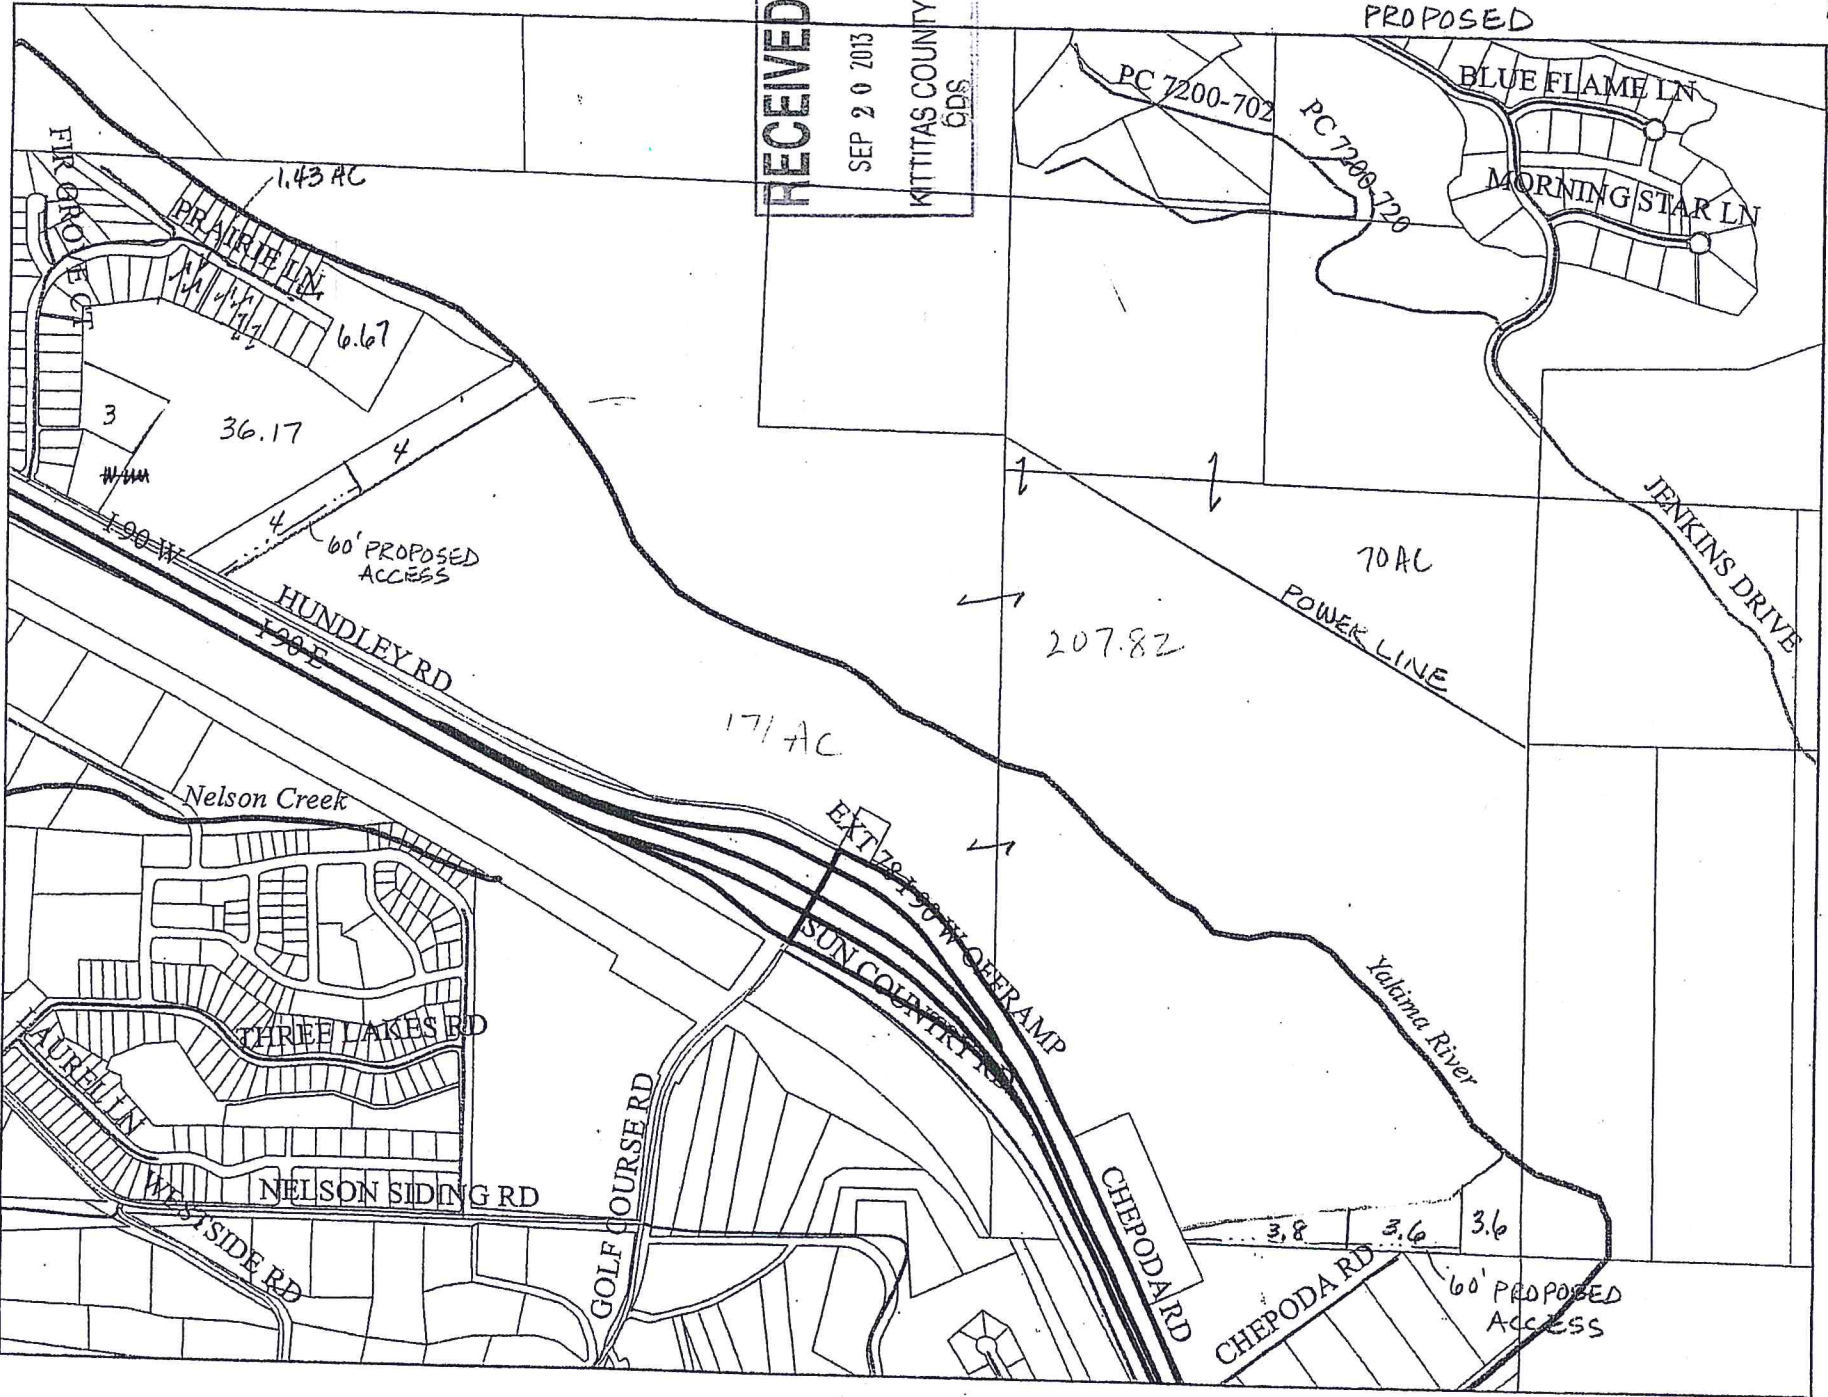 PROPOSED
RECEIVED
SEP 20 2013
KITTITAS COUNTY
CDS
PC 7200-702
PC 7200-720
BLUE FLAME LN
MORNING STAR LN
FIR GROVE CT
1.43 AC
PRAIRIE LN
6.67
3
36.17
4
4
60' PROPOSED
ACCESS
I-90 W
HUNDLEY RD
I-90 E
JENKINS DRIVE
70 AC
POWER LINE
207.82
171 AC
Nelson Creek
EXT 78 I-90 W OFFRAMP
SUN COUNTRY RD
Yakima River
THREE LAKES RD
LAUREL LN
GOLF COURSE RD
NELSON SIDING RD
WESTSIDE RD
CHEPODA RD
3.8
3.6
3.6
CHEPODA RD
60' PROPOSED
ACCESS